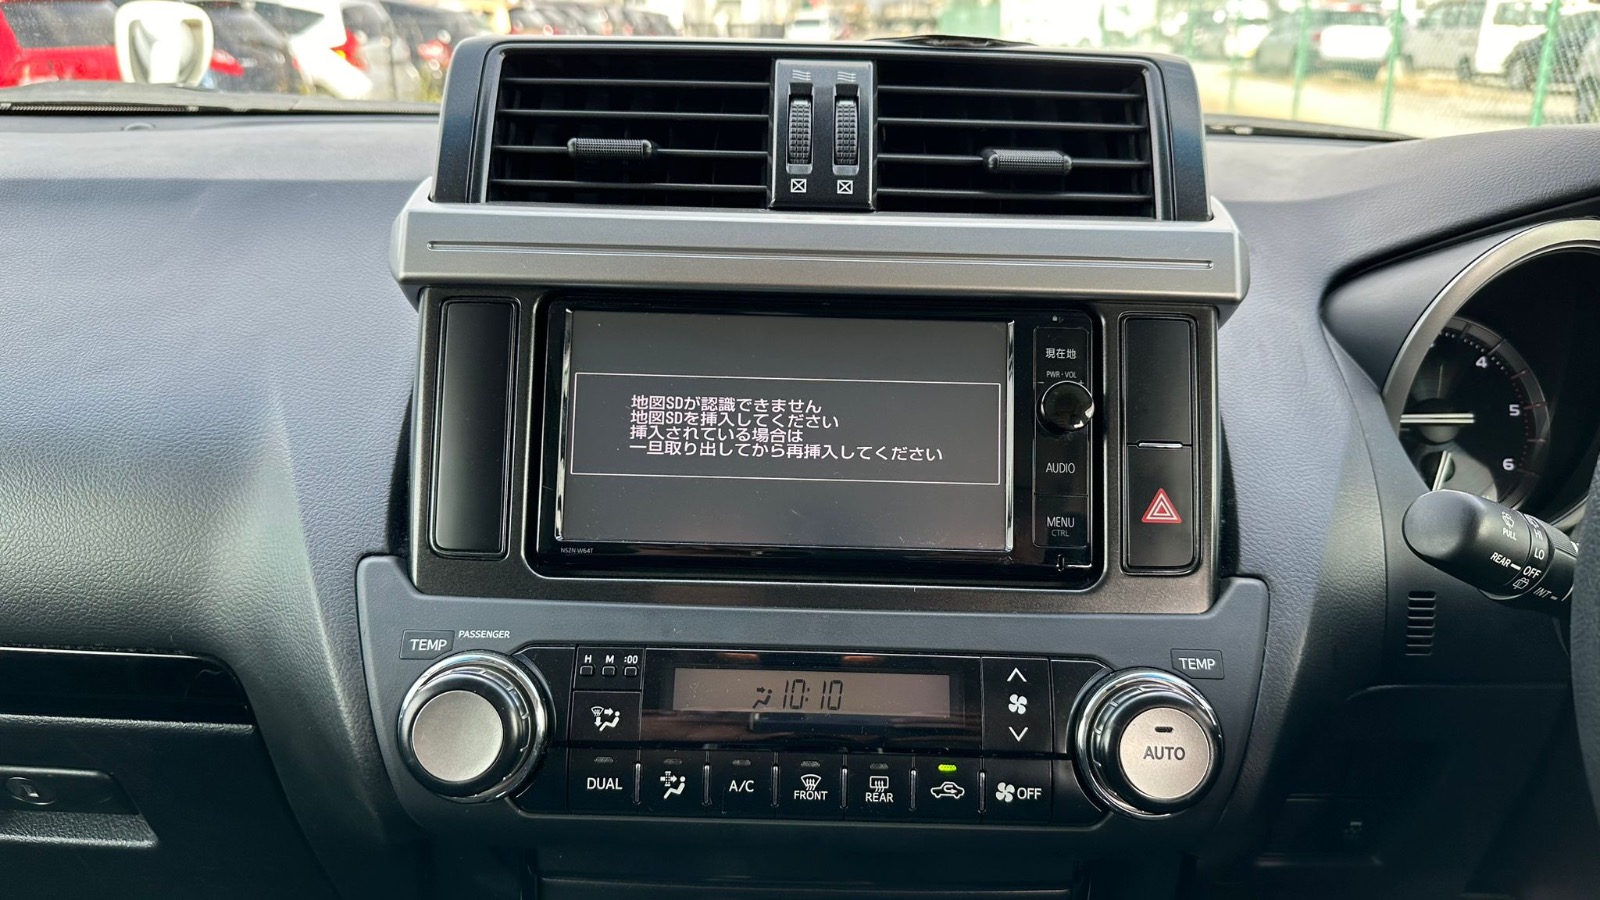 現在地
PWR・VOL
地図SDが認識できません
地図SDを挿入してください
挿入されている場合は
一旦取り出してから再挿入してください
AUDIO
MENU
CTRL
NSZN-W64T
4
5
6
PULL
REAR
OFF
LO
INT
TEMP
PASSENGER
H M :00
10:10
TEMP
AUTO
DUAL
A/C
FRONT
REAR
OFF